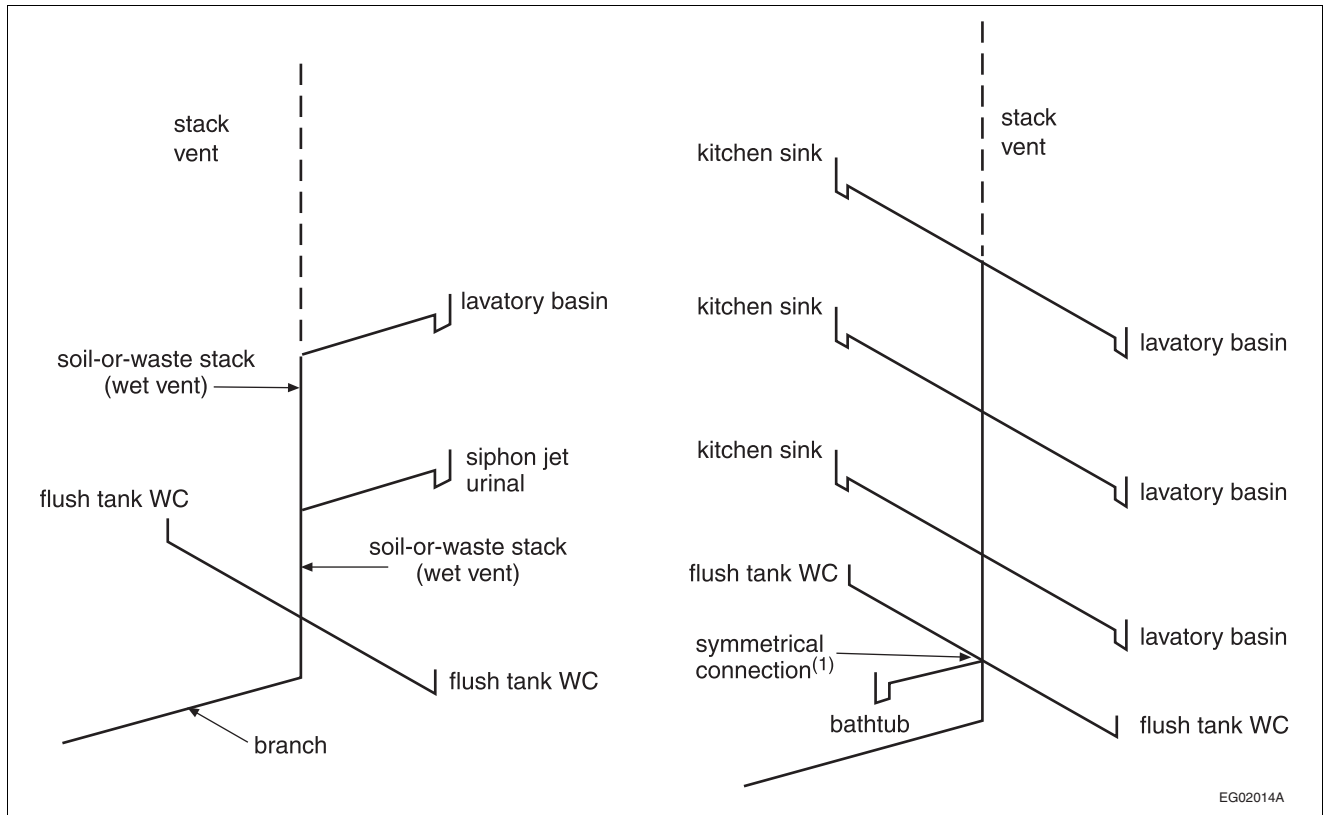 stack
vent
lavatory basin
soil-or-waste stack
(wet vent)
siphon jet
urinal
flush tank WC
soil-or-waste stack
(wet vent)
flush tank WC
branch
stack
vent
kitchen sink
lavatory basin
kitchen sink
lavatory basin
kitchen sink
lavatory basin
flush tank WC
symmetrical
connection(1)
bathtub
flush tank WC
EG02014A